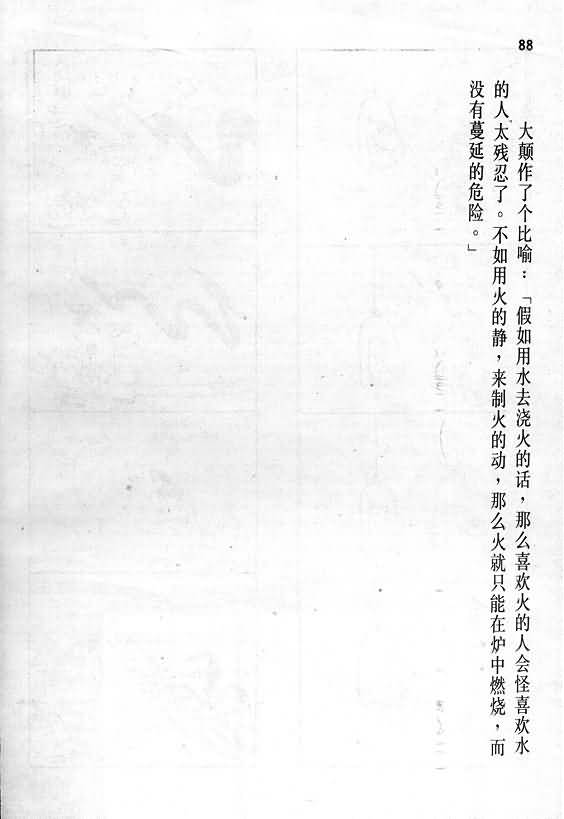 88
大颠作了个比喻：「假如用水去浇火的话，那么喜欢火的人会怪喜欢水
的人太残忍了。不如用火的静，来制火的动，那么火就只能在炉中燃烧，而
没有蔓延的危险。」